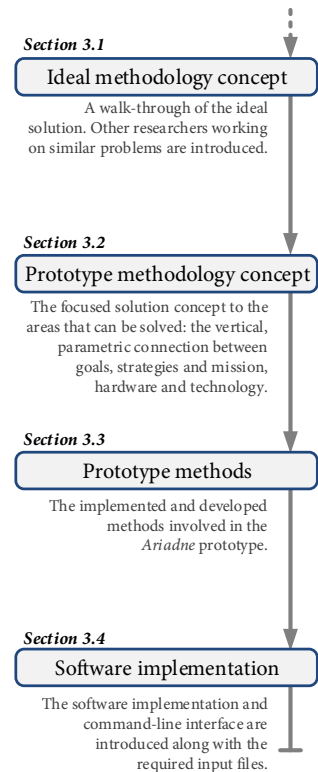 Section 3.1
Ideal methodology concept
A walk-through of the ideal
solution. Other researchers working
on similar problems are introduced.
Section 3.2
Prototype methodology concept
The focused solution concept to the
areas that can be solved: the vertical,
parametric connection between
goals, strategies and mission,
hardware and technology.
Section 3.3
Prototype methods
The implemented and developed
methods involved in the
Ariadne prototype.
Section 3.4
Software implementation
The software implementation and
command-line interface are
introduced along with the
required input files.